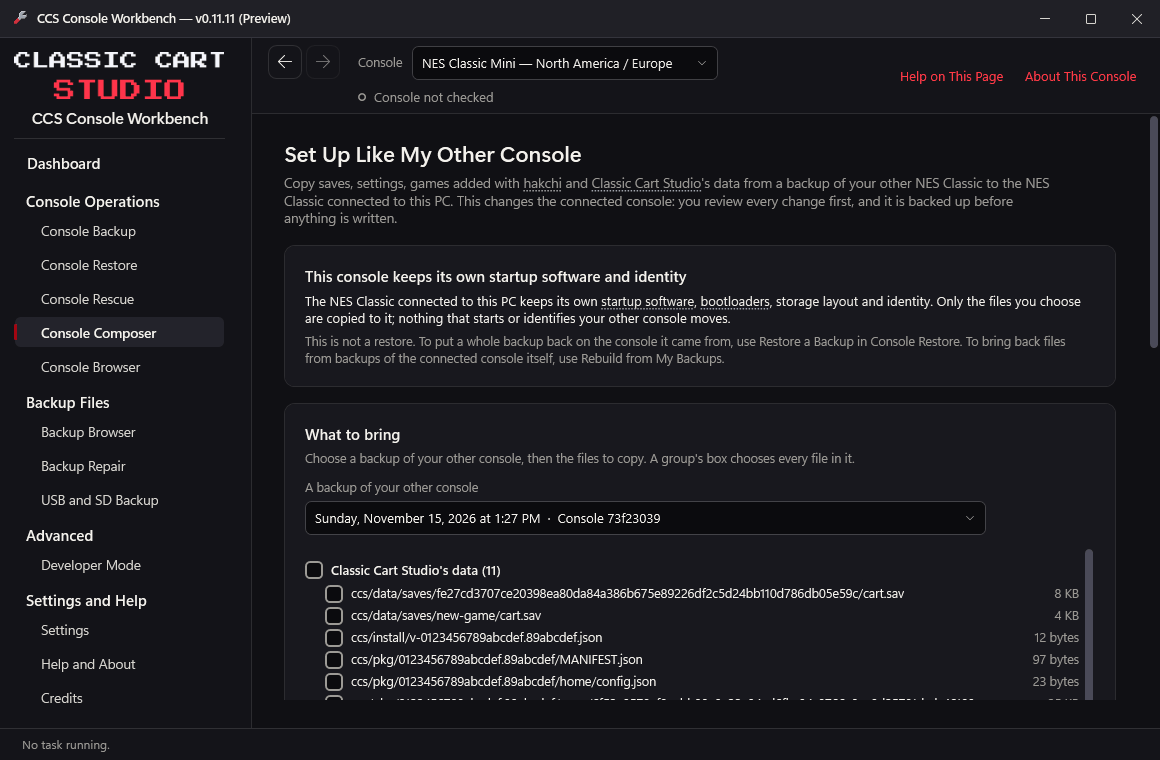 CCS Console Workbench — v0.11.11 (Preview)
CLASSIC CART
STUDIO
CCS Console Workbench
Dashboard
Console Operations
Console Backup
Console Restore
Console Rescue
Console Composer
Console Browser
Backup Files
Backup Browser
Backup Repair
USB and SD Backup
Advanced
Developer Mode
Settings and Help
Settings
Help and About
Credits
Console
NES Classic Mini — North America / Europe
Console not checked
Help on This Page
About This Console
Set Up Like My Other Console
Copy saves, settings, games added with hakchi and Classic Cart Studio's data from a backup of your other NES Classic to the NES
Classic connected to this PC. This changes the connected console: you review every change first, and it is backed up before
anything is written.
This console keeps its own startup software and identity
The NES Classic connected to this PC keeps its own startup software, bootloaders, storage layout and identity. Only the files you choose
are copied to it; nothing that starts or identifies your other console moves.
This is not a restore. To put a whole backup back on the console it came from, use Restore a Backup in Console Restore. To bring back files
from backups of the connected console itself, use Rebuild from My Backups.
What to bring
Choose a backup of your other console, then the files to copy. A group's box chooses every file in it.
A backup of your other console
Sunday, November 15, 2026 at 1:27 PM · Console 73f23039
Classic Cart Studio's data (11)
ccs/data/saves/fe27cd3707ce20398ea80da84a386b675e89226df2c5d24bb110d786db05e59c/cart.sav 8 KB
ccs/data/saves/new-game/cart.sav 4 KB
ccs/install/v-0123456789abcdef.89abcdef.json 12 bytes
ccs/pkg/0123456789abcdef.89abcdef/MANIFEST.json 97 bytes
ccs/pkg/0123456789abcdef.89abcdef/home/config.json 23 bytes
No task running.